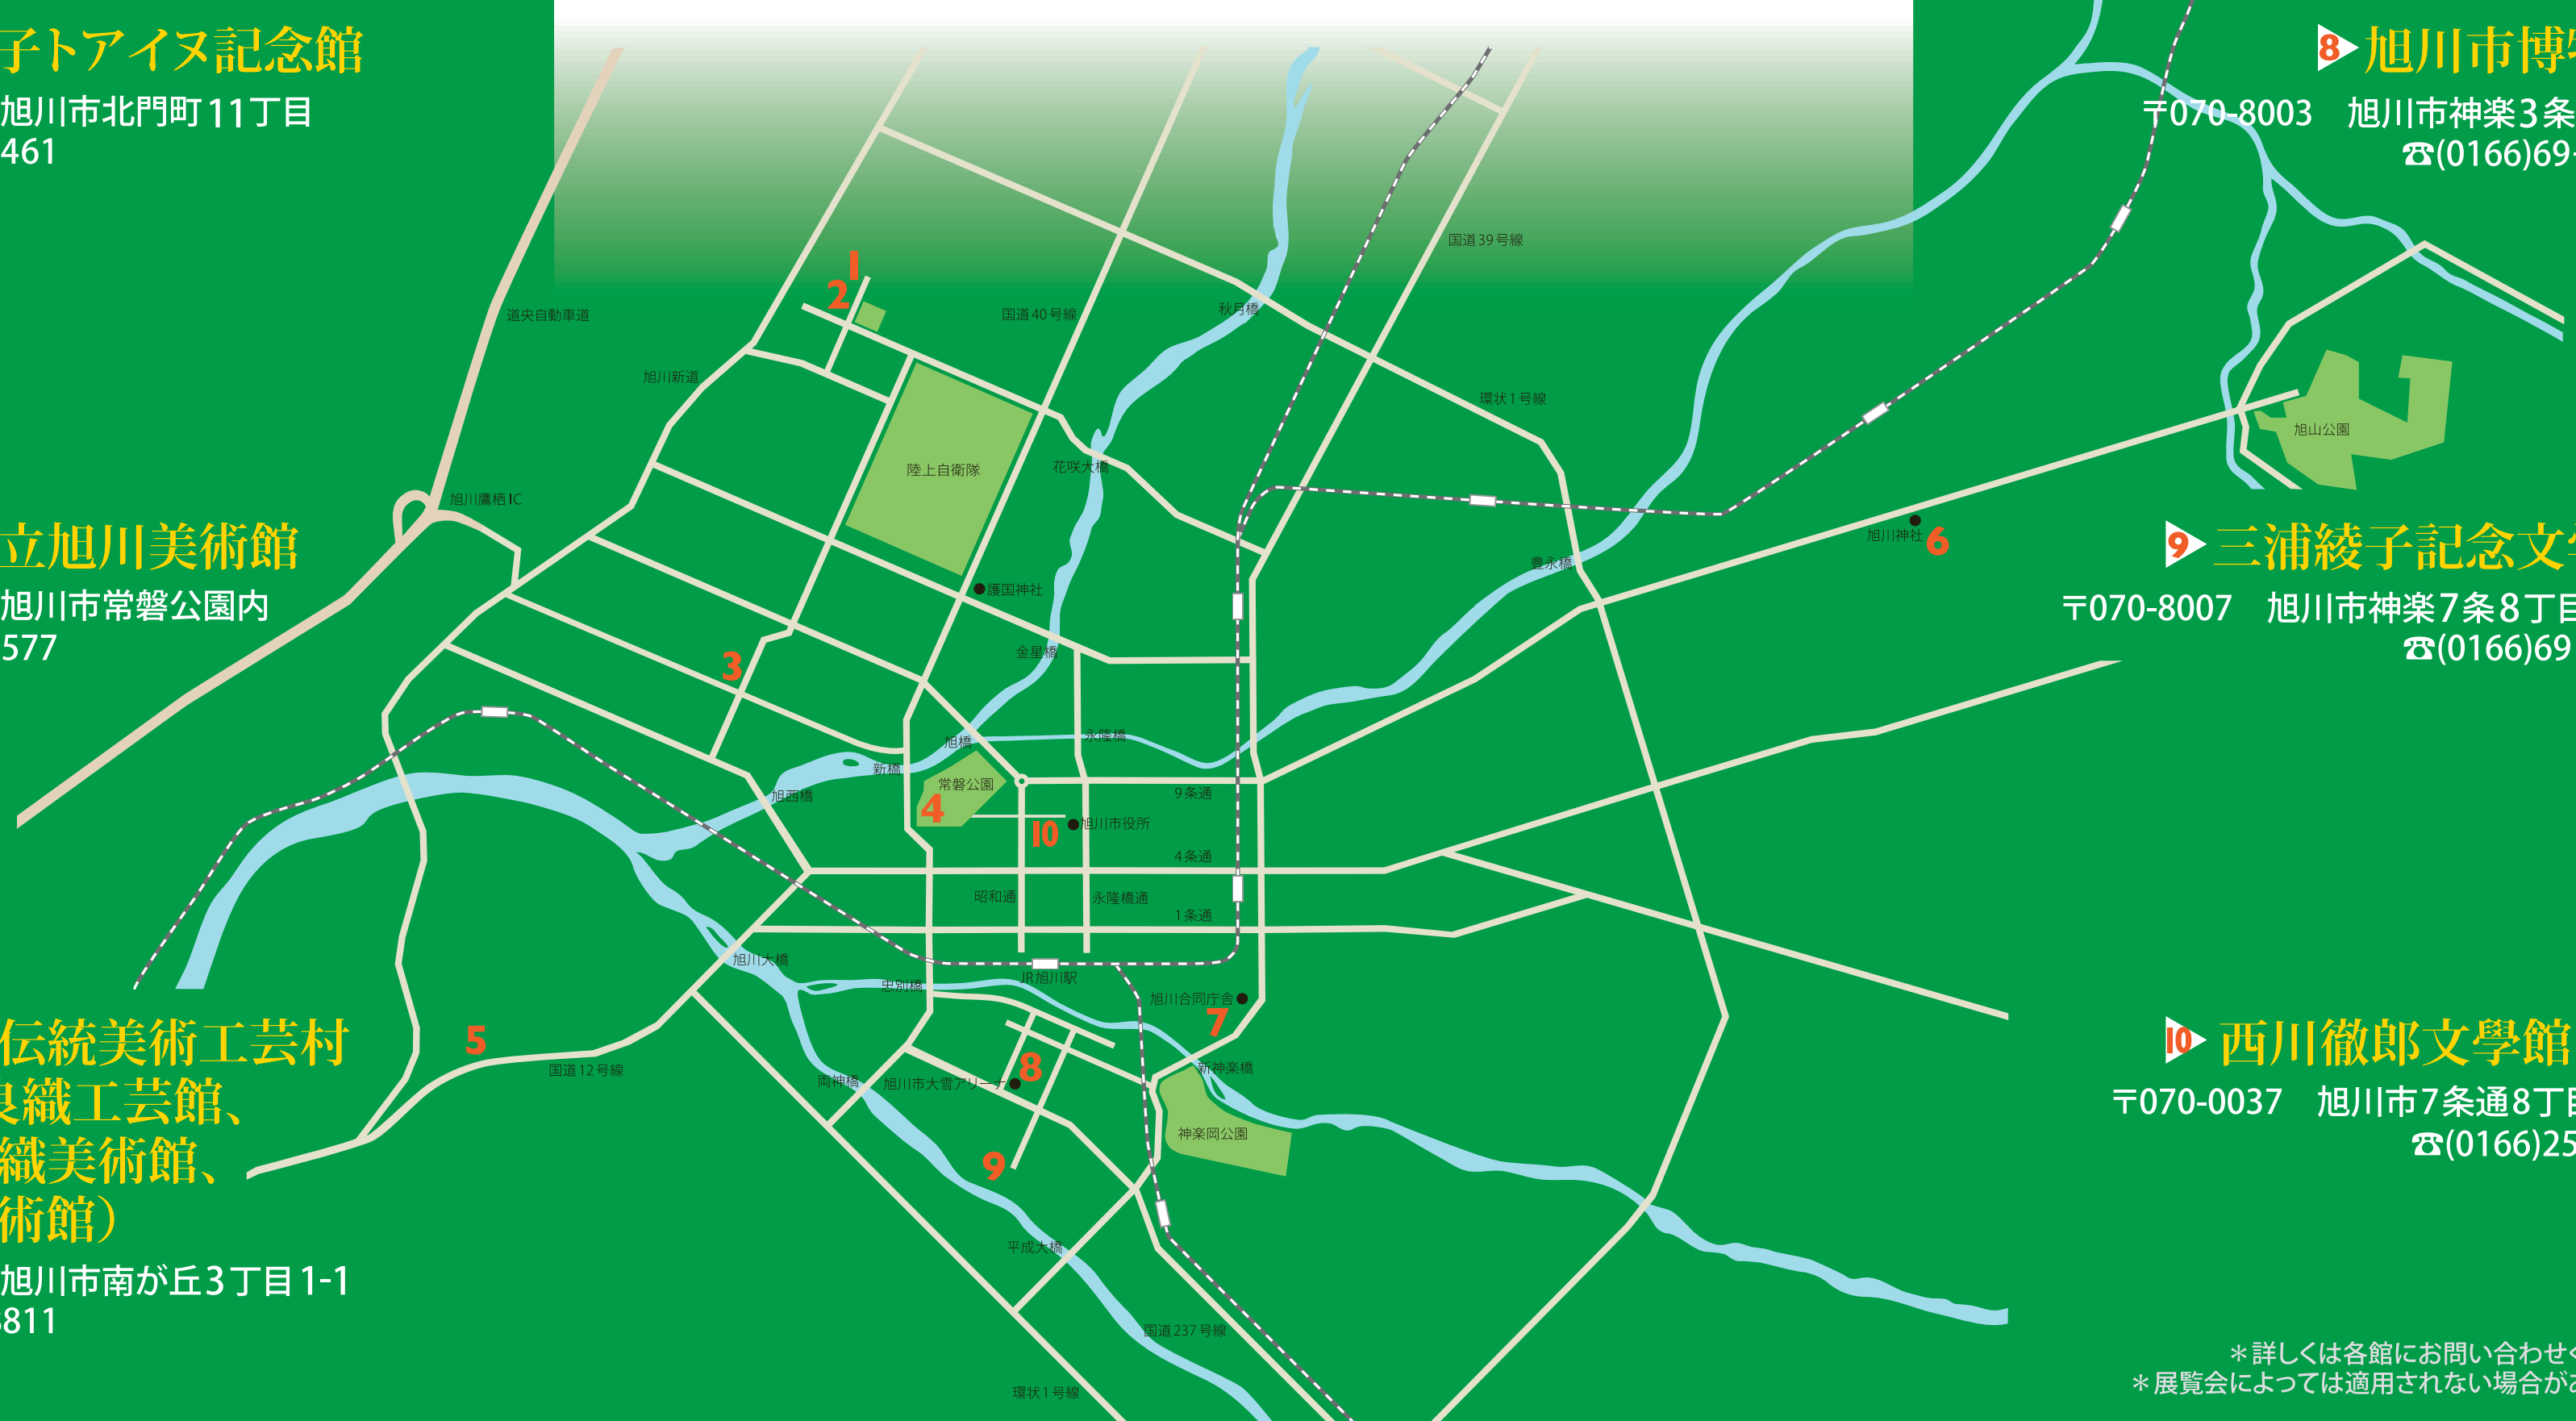 子トアイヌ記念館
旭川市北門町11丁目
461
立旭川美術館
旭川市常磐公園内
577
伝統美術工芸村
良織工芸館、
織美術館、
術館）
旭川市南が丘3丁目1-1
811
8 旭川市博物
〒070-8003 旭川市神楽3条
☎(0166)69-
9 三浦綾子記念文学
〒070-8007 旭川市神楽7条8丁目
☎(0166)69
10 西川徹郎文學館
〒070-0037 旭川市7条通8丁目
☎(0166)25
＊詳しくは各館にお問い合わせく
＊展覧会によっては適用されない場合があ
1
2
国道39号線
道央自動車道
国道40号線
秋月橋
旭川新道
環状1号線
旭山公園
陸上自衛隊
花咲大橋
旭川鷹栖IC
旭川神社
6
豊永橋
護国神社
金星橋
3
旭橋
永隆橋
新橋
常磐公園
4
旭西橋
9条通
10
旭川市役所
4条通
昭和通
永隆橋通
1条通
旭川大橋
忠別橋
JR旭川駅
旭川合同庁舎
7
5
国道12号線
両神橋
旭川市大雪アリーナ
8
新神楽橋
神楽岡公園
9
平成大橋
国道237号線
環状1号線